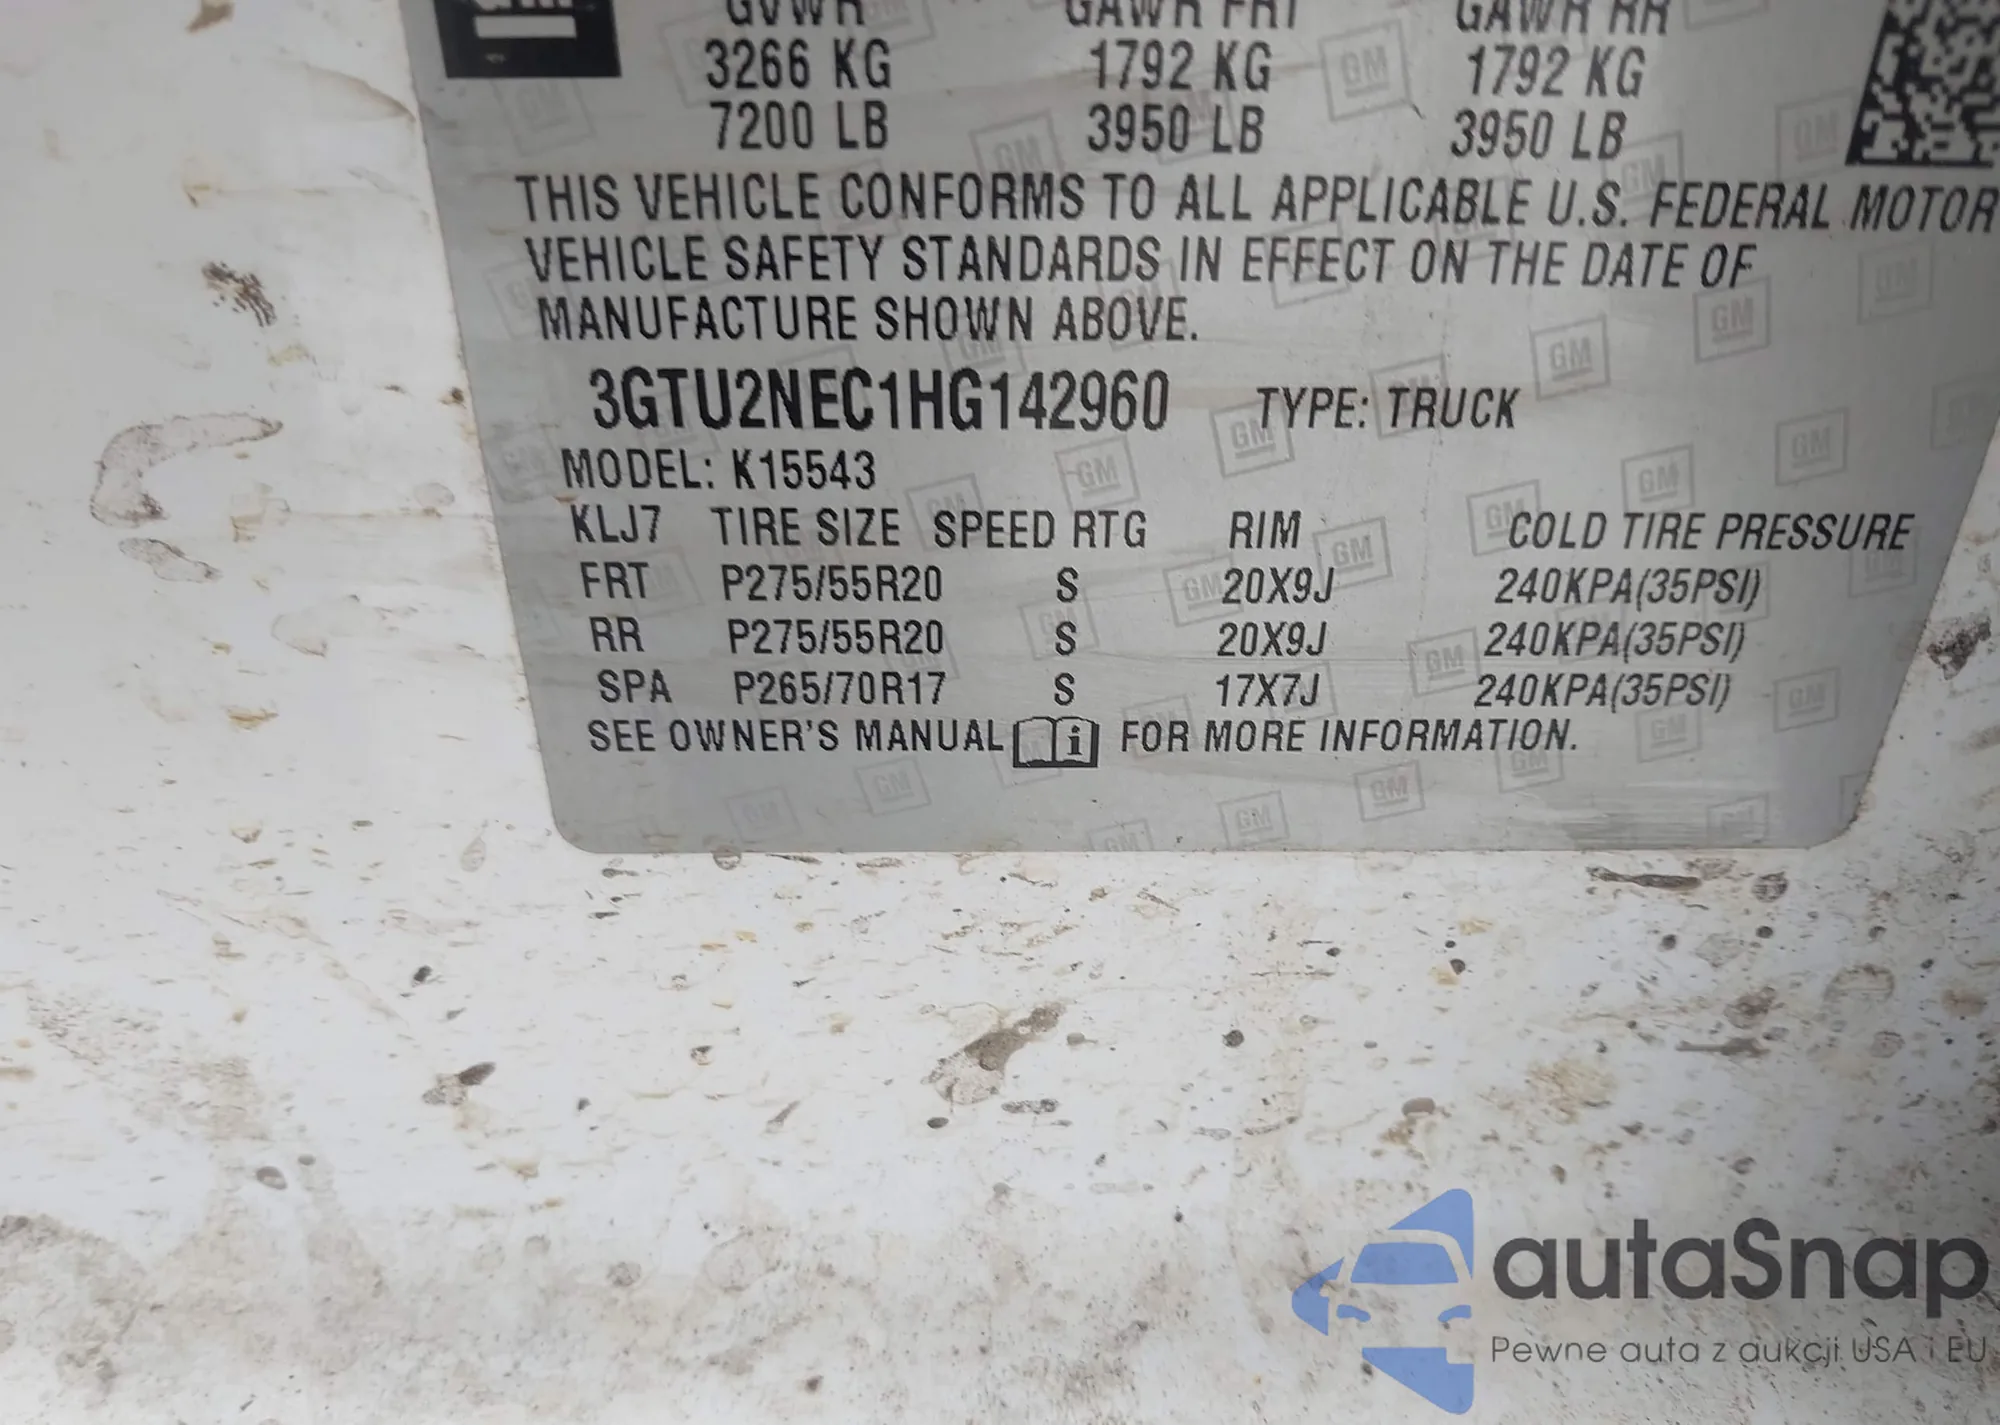 GVWR GAWR FRT GAWR RR
3266 KG 1792 KG 1792 KG
7200 LB 3950 LB 3950 LB
THIS VEHICLE CONFORMS TO ALL APPLICABLE U.S. FEDERAL MOTOR
VEHICLE SAFETY STANDARDS IN EFFECT ON THE DATE OF
MANUFACTURE SHOWN ABOVE.
3GTU2NEC1HG142960 TYPE: TRUCK
MODEL: K15543
KLJ7 TIRE SIZE SPEED RTG RIM COLD TIRE PRESSURE
FRT P275/55R20 S 20X9J 240KPA(35PSI)
RR P275/55R20 S 20X9J 240KPA(35PSI)
SPA P265/70R17 S 17X7J 240KPA(35PSI)
SEE OWNER'S MANUAL i FOR MORE INFORMATION.
autaSnap
Pewne auta z aukcji USA i EU